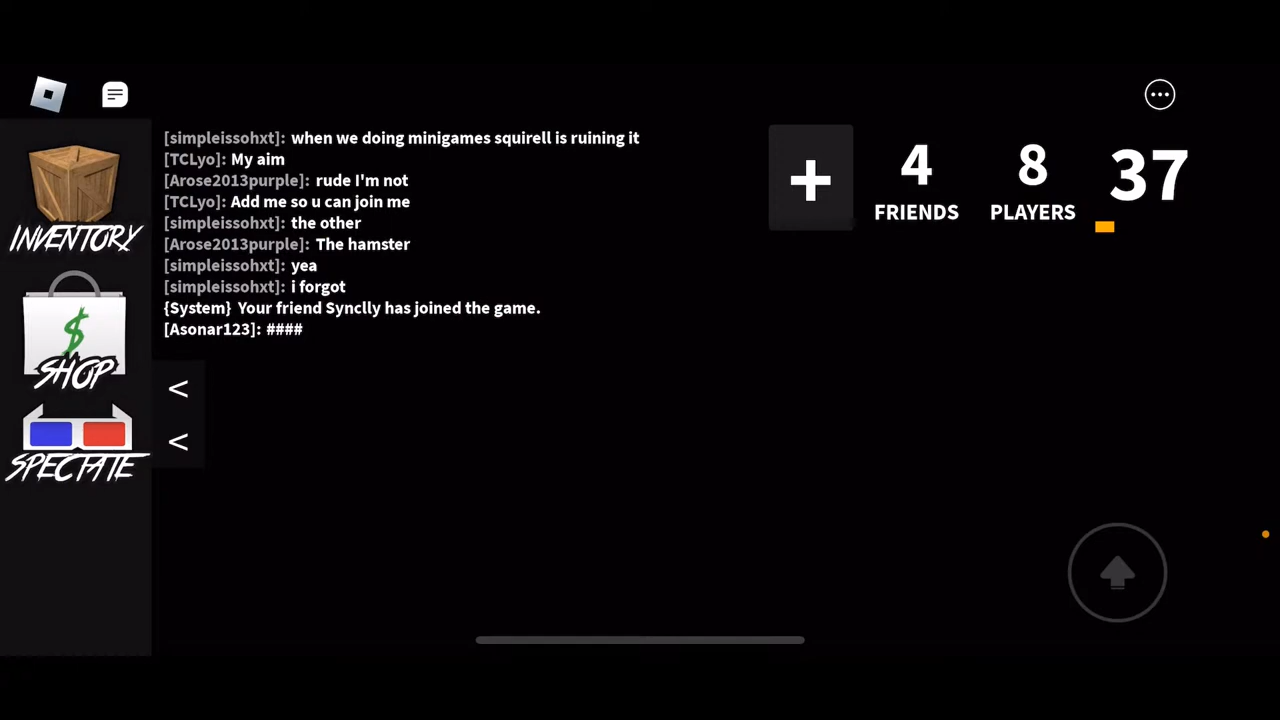 [simpleissohxt]: when we doing minigames squirell is ruining it
[TCLyo]: My aim
[Arose2013purple]: rude I'm not
[TCLyo]: Add me so u can join me
[simpleissohxt]: the other
[Arose2013purple]: The hamster
[simpleissohxt]: yea
[simpleissohxt]: i forgot
{System} Your friend Synclly has joined the game.
[Asonar123]: ####
+
4
FRIENDS
8
PLAYERS
37
INVENTORY
$
SHOP
SPECTATE
<
<